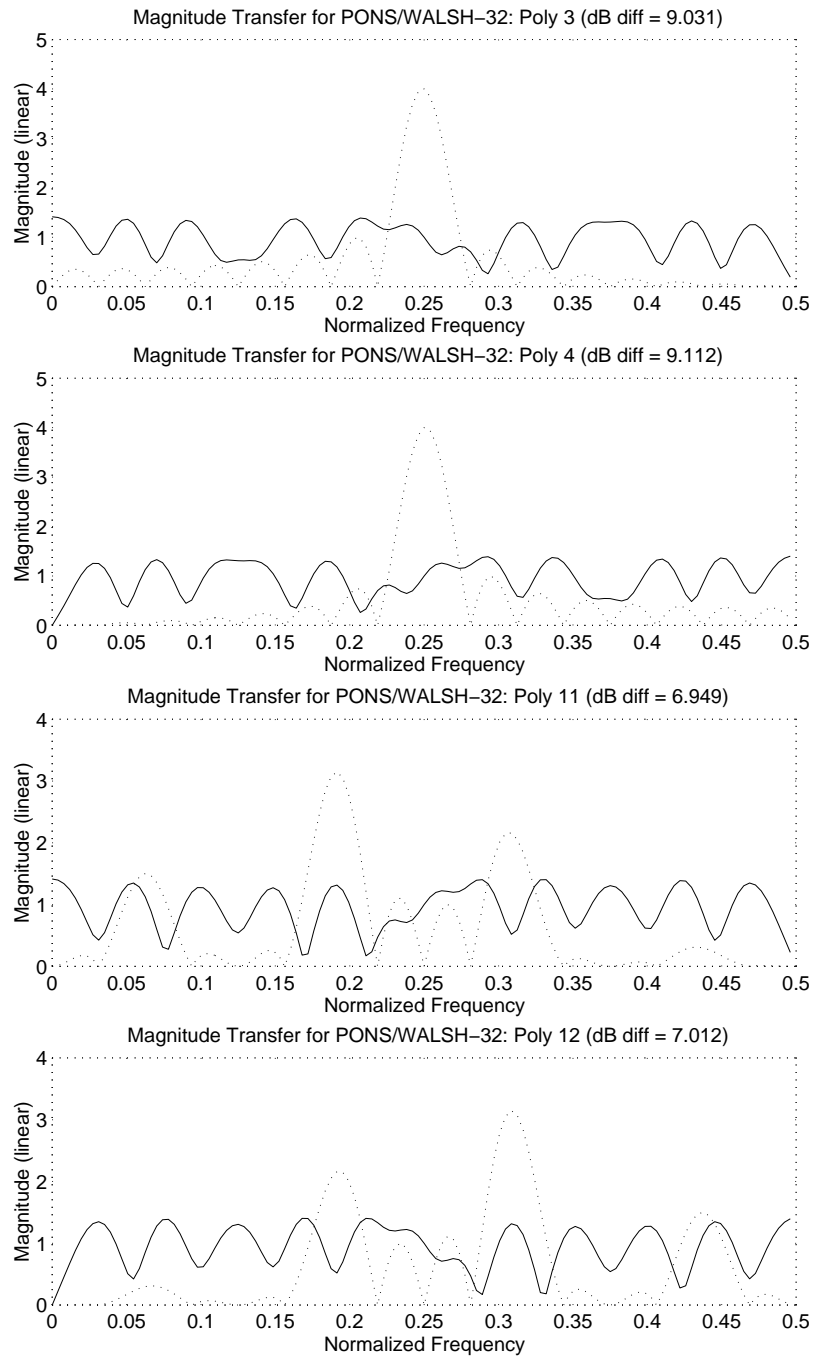 Magnitude Transfer for PONS/WALSH−32: Poly 3 (dB diff = 9.031)
Magnitude (linear)
5
4
3
2
1
0
0 0.05 0.1 0.15 0.2 0.25 0.3 0.35 0.4 0.45 0.5
Normalized Frequency
Magnitude Transfer for PONS/WALSH−32: Poly 4 (dB diff = 9.112)
Magnitude (linear)
5
4
3
2
1
0
0 0.05 0.1 0.15 0.2 0.25 0.3 0.35 0.4 0.45 0.5
Normalized Frequency
Magnitude Transfer for PONS/WALSH−32: Poly 11 (dB diff = 6.949)
Magnitude (linear)
4
3
2
1
0
0 0.05 0.1 0.15 0.2 0.25 0.3 0.35 0.4 0.45 0.5
Normalized Frequency
Magnitude Transfer for PONS/WALSH−32: Poly 12 (dB diff = 7.012)
Magnitude (linear)
4
3
2
1
0
0 0.05 0.1 0.15 0.2 0.25 0.3 0.35 0.4 0.45 0.5
Normalized Frequency